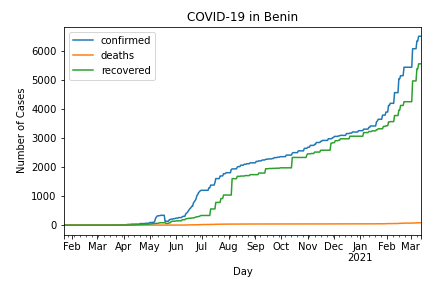 COVID-19 in Benin
confirmed
deaths
recovered
Number of Cases
6000
5000
4000
3000
2000
1000
0
Feb Mar Apr May Jun Jul Aug Sep Oct Nov Dec Jan Feb Mar
2021
Day